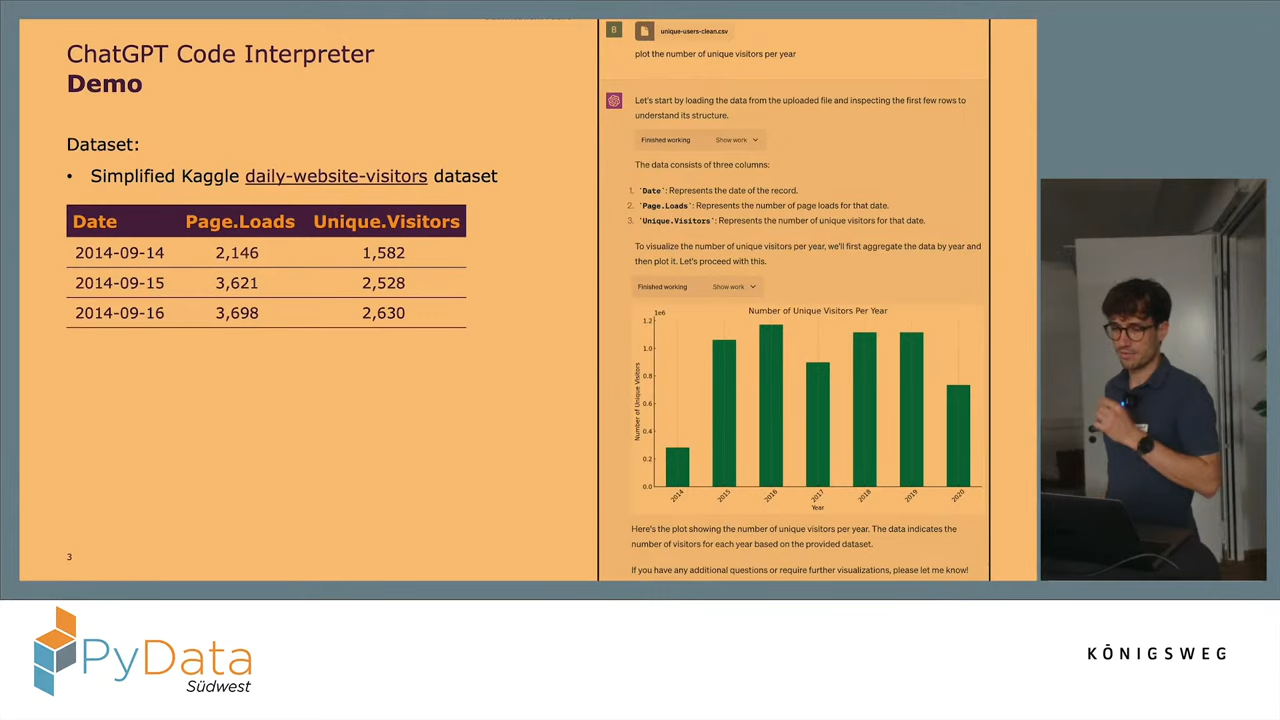 ChatGPT Code Interpreter
Demo
Dataset:
• Simplified Kaggle daily-website-visitors dataset
Date Page.Loads Unique.Visitors
2014-09-14 2,146 1,582
2014-09-15 3,621 2,528
2014-09-16 3,698 2,630
3
unique-users-clean.csv
plot the number of unique visitors per year
Let's start by loading the data from the uploaded file and inspecting the first few rows to
understand its structure.
Finished working Show work
The data consists of three columns:
1. `Date`: Represents the date of the record.
2. `Page.Loads`: Represents the number of page loads for that date.
3. `Unique.Visitors`: Represents the number of unique visitors for that date.
To visualize the number of unique visitors per year, we'll first aggregate the data by year and
then plot it. Let's proceed with this.
Finished working Show work
Number of Unique Visitors Per Year
1e6
1.2
1.0
0.8
0.6
0.4
0.2
0.0
Number of Unique Visitors
2014 2015 2016 2017 2018 2019 2020
Year
Here's the plot showing the number of unique visitors per year. The data indicates the
number of visitors for each year based on the provided dataset.
If you have any additional questions or require further visualizations, please let me know!
PyData
Südwest
KÖNIGSWEG